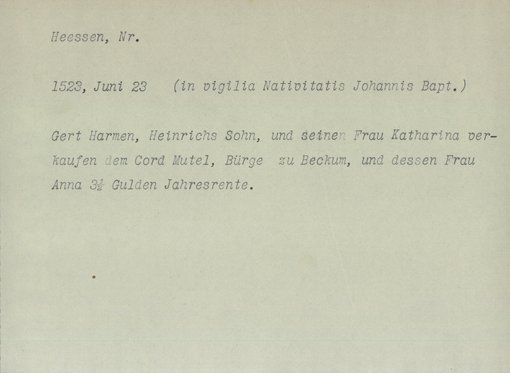 Heessen, Nr.
1523, Juni 23 (in vigilia Nativitatis Johannis Bapt.)
Gert Harmen, Heinrichs Sohn, und seinen Frau Katharina ver-
kaufen dem Cord Mutel, Bürge zu Beckum, und dessen Frau
Anna 3½ Gulden Jahresrente.